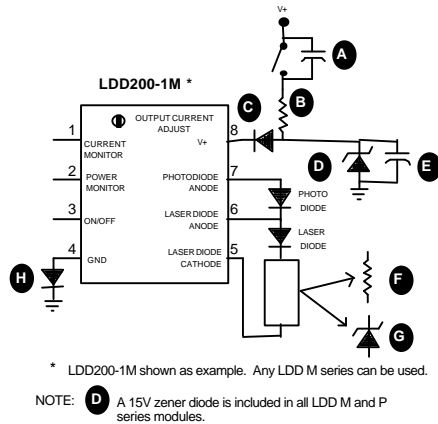 V+
A
LDD200-1M *
B
C
OUTPUT CURRENT
ADJUST
1
8
V+
CURRENT
MONITOR
D
E
2
7
POWER
MONITOR
PHOTODIODE
ANODE
PHOTO
DIODE
3
6
ON/OFF
LASER DIODE
ANODE
LASER
DIODE
4
5
GND
LASER DIODE
CATHODE
H
F
G
* LDD200-1M shown as example. Any LDD M series can be used.
NOTE: D A 15V zener diode is included in all LDD M and P
series modules.